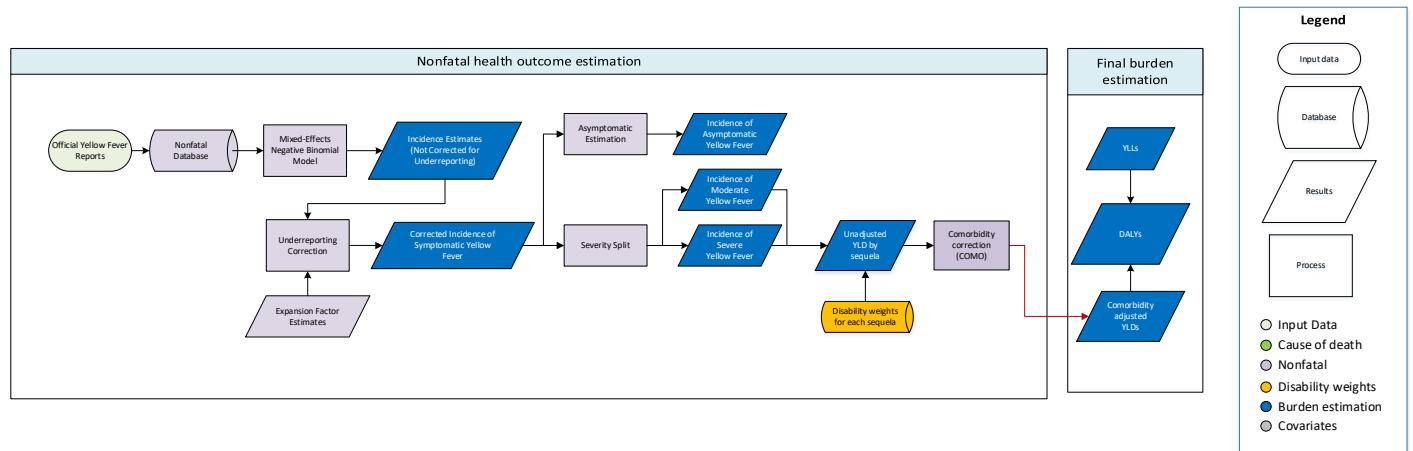 Nonfatal health outcome estimation
Official Yellow Fever
Reports
Nonfatal
Database
Mixed-Effects
Negative Binomial
Model
Incidence Estimates
(Not Corrected for
Underreporting)
Asymptomatic
Estimation
Incidence of
Asymptomatic
Yellow Fever
Underreporting
Correction
Corrected Incidence of
Symptomatic Yellow
Fever
Severity Split
Incidence of
Moderate
Yellow Fever
Incidence of
Severe
Yellow Fever
Unadjusted
YLD by
sequela
Comorbidity
correction
(COMO)
Expansion Factor
Estimates
Disability weights
for each sequela
Final burden
estimation
YLLs
DALYs
Comorbidity
adjusted
YLDs
Legend
Input data
Database
Results
Process
Input Data
Cause of death
Nonfatal
Disability weights
Burden estimation
Covariates